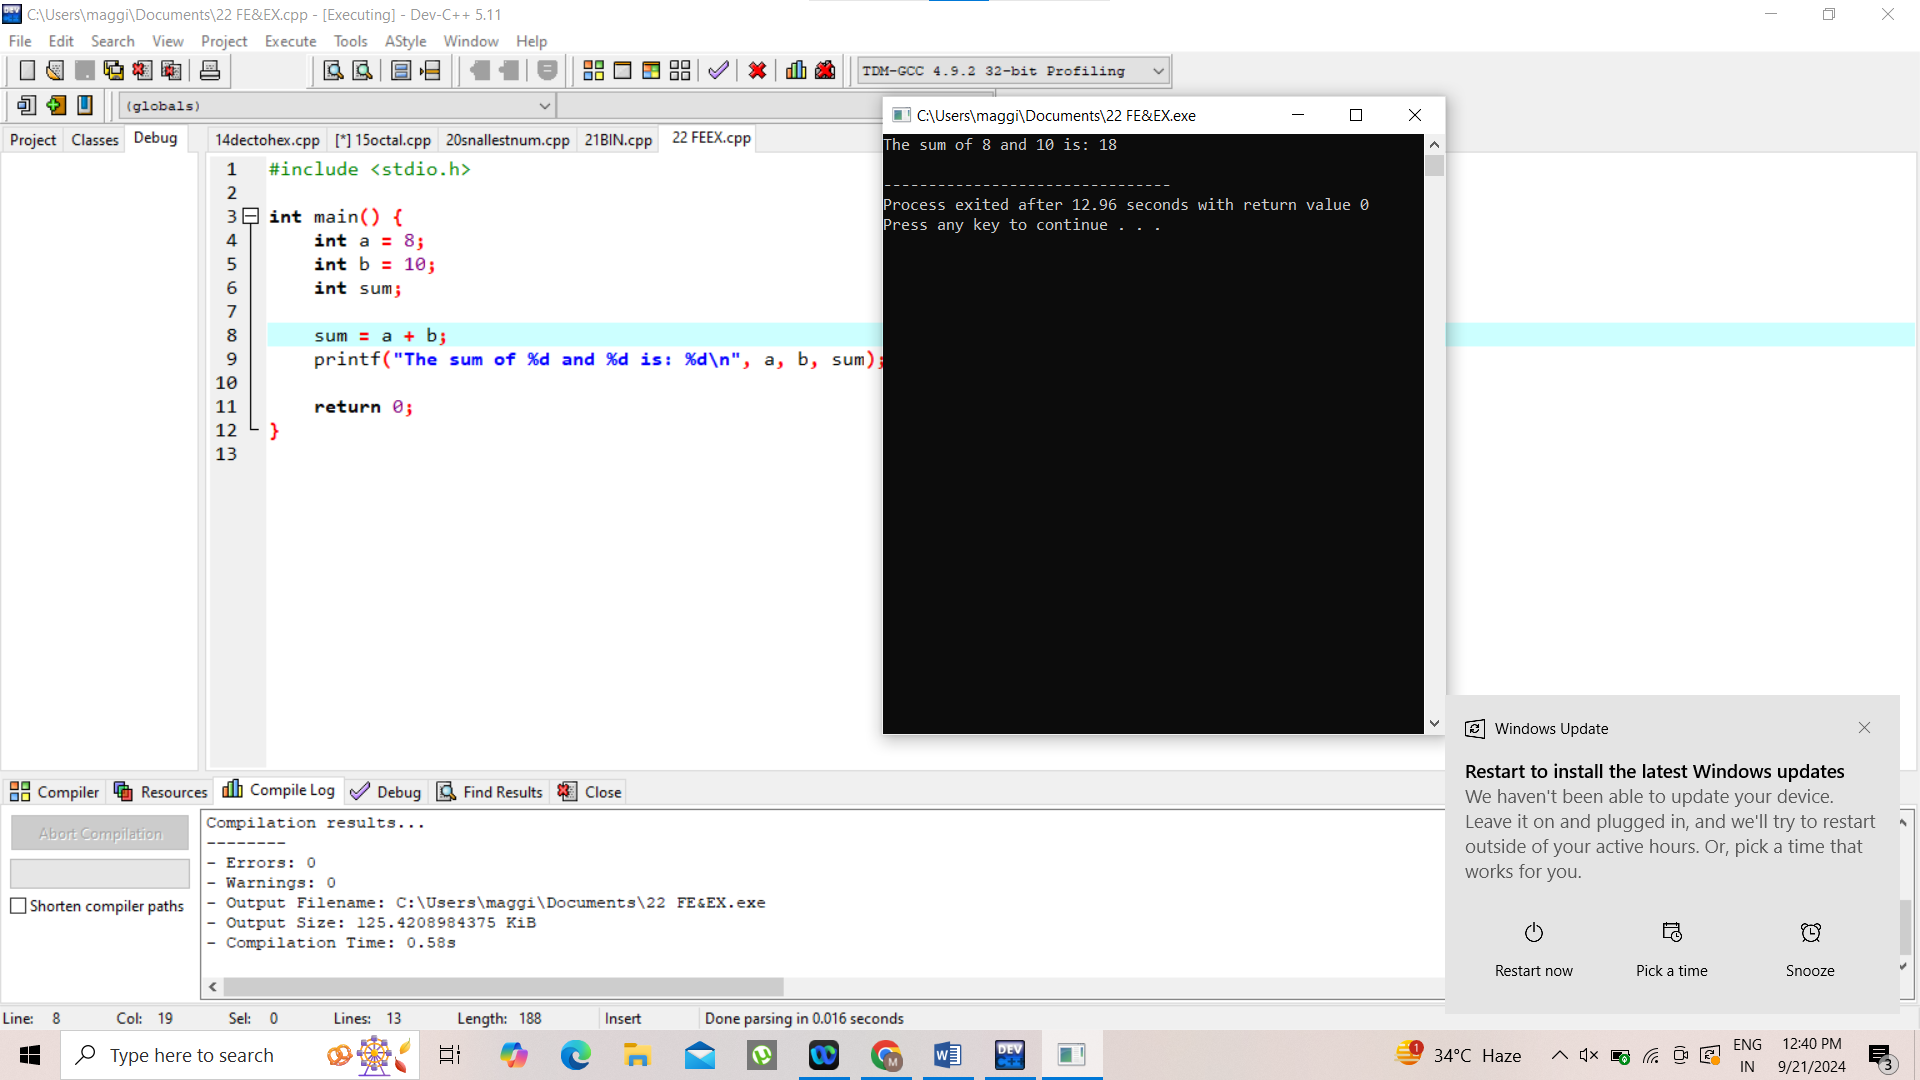 C:\Users\maggi\Documents\22 FE&EX.cpp - [Executing] - Dev-C++ 5.11
File Edit Search View Project Execute Tools AStyle Window Help
TDM-GCC 4.9.2 32-bit Profiling
(globals)
Project Classes Debug
14dectohex.cpp [*] 15octal.cpp 20snallestnum.cpp 21BIN.cpp 22 FEEX.cpp
1 #include <stdio.h>
2
3 int main() {
4 int a = 8;
5 int b = 10;
6 int sum;
7
8 sum = a + b;
9 printf("The sum of %d and %d is: %d\n", a, b, sum);
10
11 return 0;
12 }
13
C:\Users\maggi\Documents\22 FE&EX.exe
The sum of 8 and 10 is: 18
--------------------------------
Process exited after 12.96 seconds with return value 0
Press any key to continue . . .
Windows Update
Restart to install the latest Windows updates
We haven't been able to update your device.
Leave it on and plugged in, and we'll try to restart
outside of your active hours. Or, pick a time that
works for you.
Restart now Pick a time Snooze
Compiler Resources Compile Log Debug Find Results Close
Abort Compilation
Shorten compiler paths
Compilation results...
--------
- Errors: 0
- Warnings: 0
- Output Filename: C:\Users\maggi\Documents\22 FE&EX.exe
- Output Size: 125.4208984375 KiB
- Compilation Time: 0.58s
Line: 8 Col: 19 Sel: 0 Lines: 13 Length: 188 Insert Done parsing in 0.016 seconds
Type here to search
DEV
M
1
34°C Haze
ENG
IN
12:40 PM
9/21/2024
3